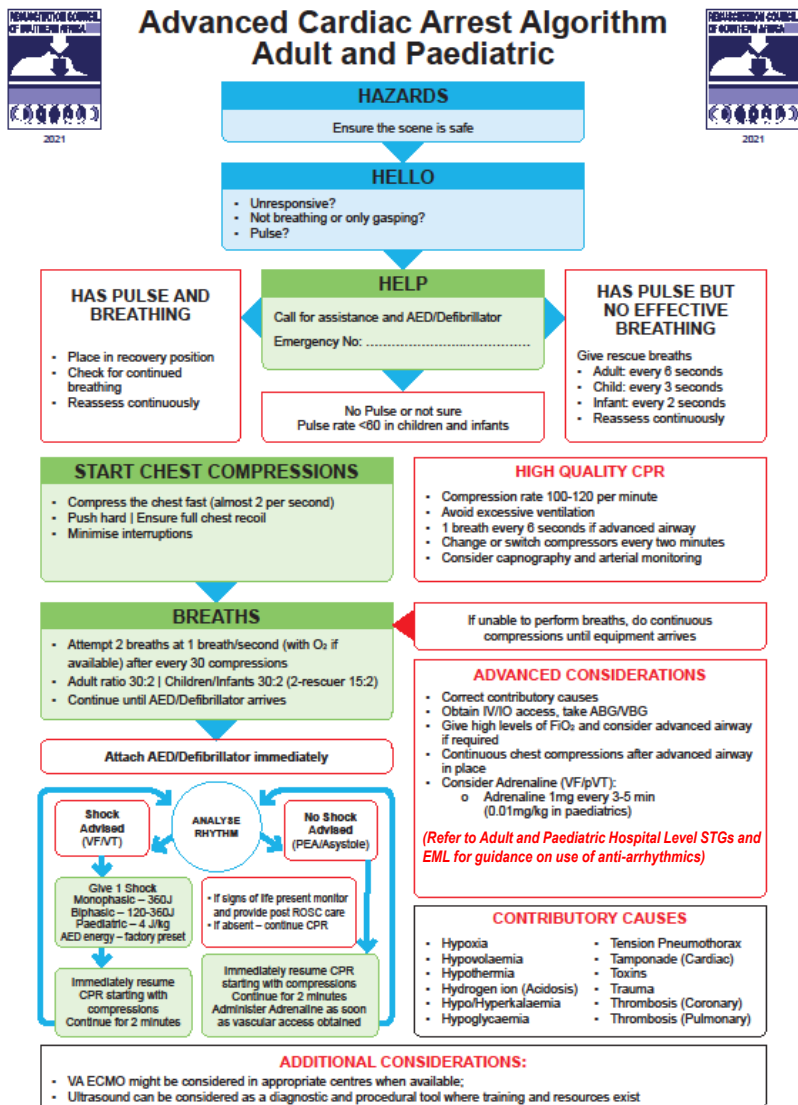 RESUSCITATION COUNCIL
OF SOUTHERN AFRICA
2021
Advanced Cardiac Arrest Algorithm
Adult and Paediatric
RESUSCITATION COUNCIL
OF SOUTHERN AFRICA
2021
HAZARDS
Ensure the scene is safe
HELLO
• Unresponsive?
• Not breathing or only gasping?
• Pulse?
HAS PULSE AND
BREATHING
• Place in recovery position
• Check for continued
breathing
• Reassess continuously
HELP
Call for assistance and AED/Defibrillator
Emergency No: ......................................
HAS PULSE BUT
NO EFFECTIVE
BREATHING
Give rescue breaths
• Adult: every 6 seconds
• Child: every 3 seconds
• Infant: every 2 seconds
• Reassess continuously
No Pulse or not sure
Pulse rate <60 in children and infants
START CHEST COMPRESSIONS
• Compress the chest fast (almost 2 per second)
• Push hard | Ensure full chest recoil
• Minimise interruptions
HIGH QUALITY CPR
• Compression rate 100-120 per minute
• Avoid excessive ventilation
• 1 breath every 6 seconds if advanced airway
• Change or switch compressors every two minutes
• Consider capnography and arterial monitoring
BREATHS
• Attempt 2 breaths at 1 breath/second (with O₂ if
available) after every 30 compressions
• Adult ratio 30:2 | Children/Infants 30:2 (2-rescuer 15:2)
• Continue until AED/Defibrillator arrives
If unable to perform breaths, do continuous
compressions until equipment arrives
Attach AED/Defibrillator immediately
ADVANCED CONSIDERATIONS
• Correct contributory causes
• Obtain IV/IO access, take ABG/VBG
• Give high levels of FiO₂ and consider advanced airway
if required
• Continuous chest compressions after advanced airway
in place
• Consider Adrenaline (VF/pVT):
o Adrenaline 1mg every 3-5 min
(0.01mg/kg in paediatrics)
(Refer to Adult and Paediatric Hospital Level STGs and
EML for guidance on use of anti-arrhythmics)
Shock
Advised
(VF/VT)
ANALYSE
RHYTHM
No Shock
Advised
(PEA/Asystole)
Give 1 Shock
Monophasic – 360J
Biphasic – 120-360J
Paediatric – 4 J/kg
AED energy – factory preset
• If signs of life present monitor
and provide post ROSC care
• If absent – continue CPR
Immediately resume
CPR starting with
compressions
Continue for 2 minutes
Immediately resume CPR
starting with compressions
Continue for 2 minutes
Administer Adrenaline as soon
as vascular access obtained
CONTRIBUTORY CAUSES
• Hypoxia
• Hypovolaemia
• Hypothermia
• Hydrogen ion (Acidosis)
• Hypo/Hyperkalaemia
• Hypoglycaemia
• Tension Pneumothorax
• Tamponade (Cardiac)
• Toxins
• Trauma
• Thrombosis (Coronary)
• Thrombosis (Pulmonary)
ADDITIONAL CONSIDERATIONS:
• VA ECMO might be considered in appropriate centres when available;
• Ultrasound can be considered as a diagnostic and procedural tool where training and resources exist